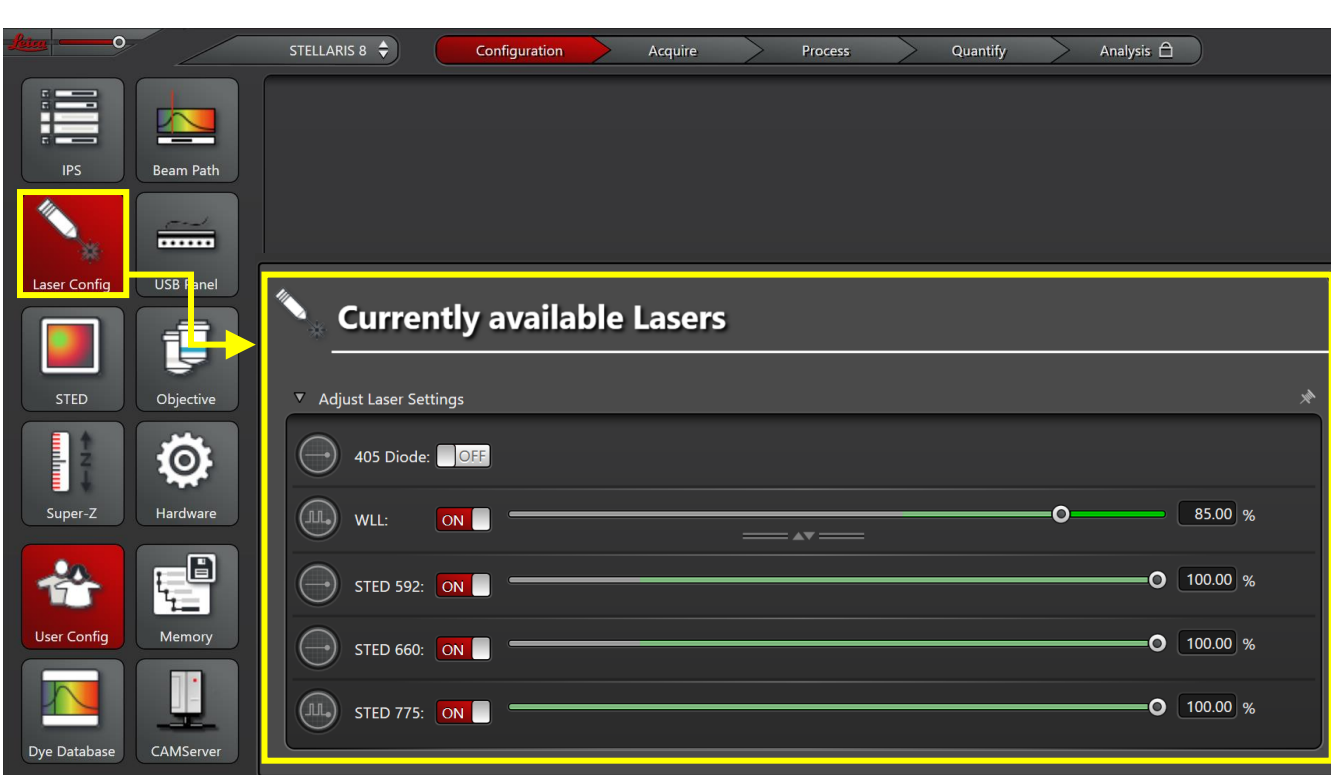 Leica
STELLARIS 8
Configuration
Acquire
Process
Quantify
Analysis
IPS
Beam Path
Laser Config
USB Panel
STED
Objective
Super-Z
Hardware
User Config
Memory
Dye Database
CAMServer
Currently available Lasers
Adjust Laser Settings
405 Diode: OFF
WLL: ON 85.00 %
STED 592: ON 100.00 %
STED 660: ON 100.00 %
STED 775: ON 100.00 %